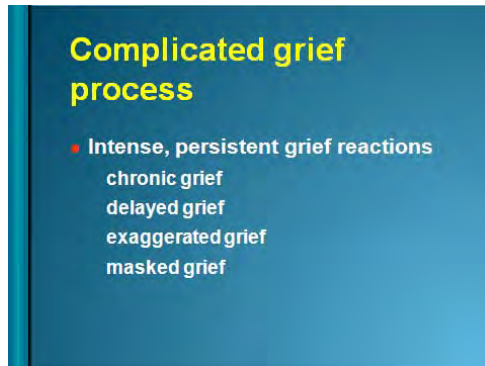 Complicated grief
process
Intense, persistent grief reactions
chronic grief
delayed grief
exaggerated grief
masked grief